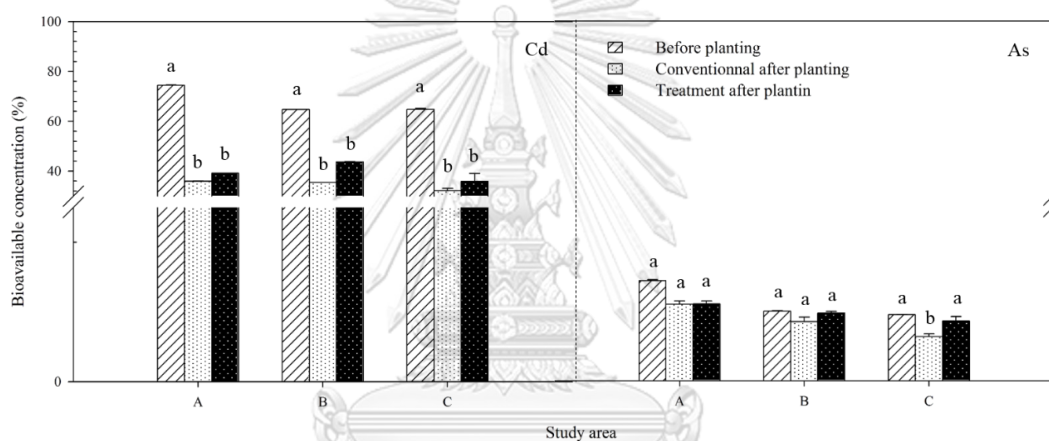 Bioavailable concentration (%)
100
80
60
40
0
Cd
As
Before planting
Conventionnal after planting
Treatment after plantin
a
b
b
a
b
b
a
b
b
a
a
a
a
a
a
a
b
a
A
B
C
A
B
C
Study area